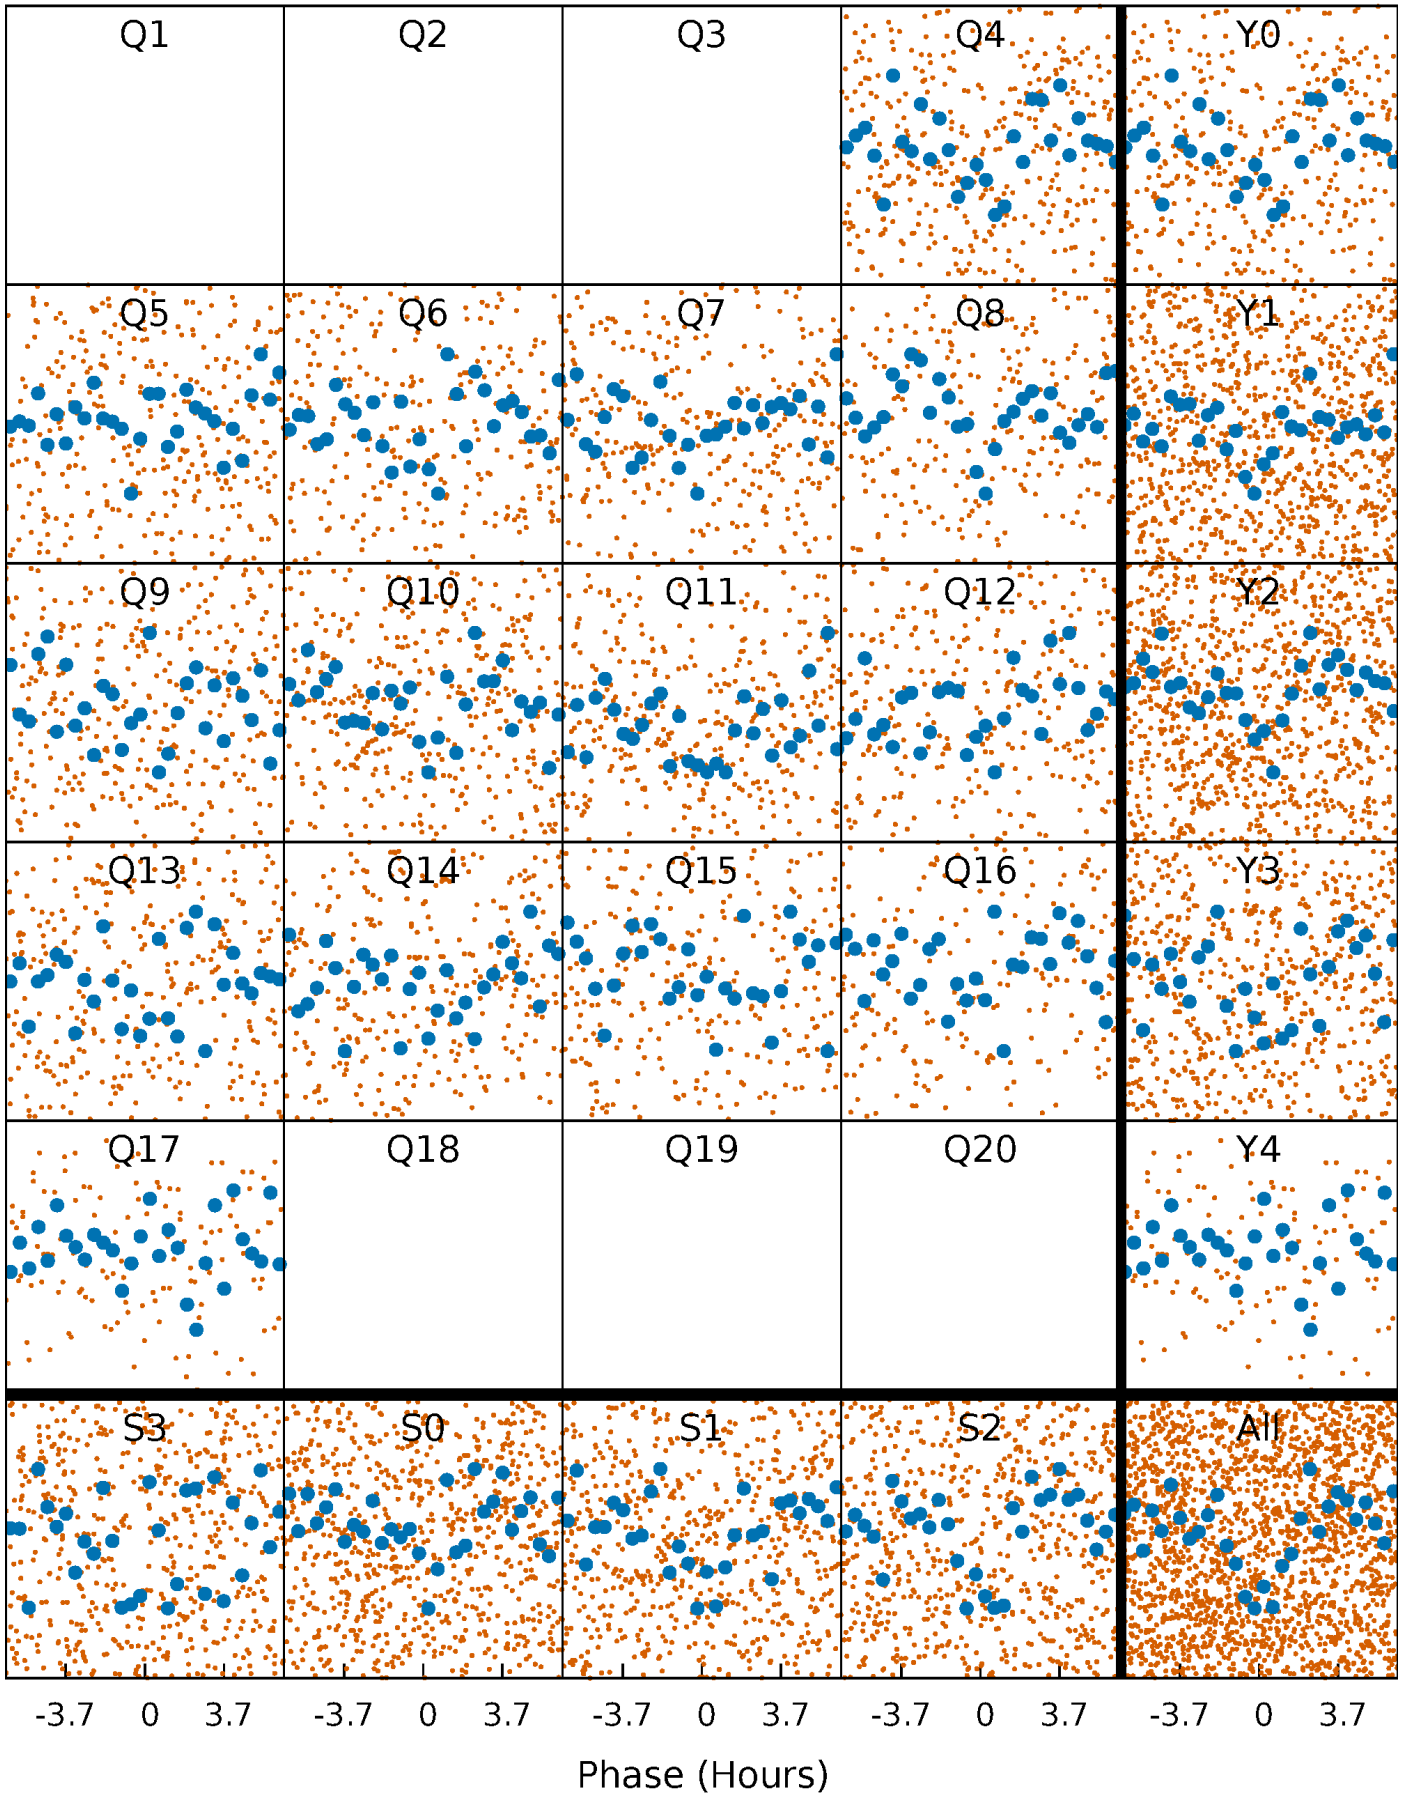 Q1 Q2 Q3 Q4 Y0
Q5 Q6 Q7 Q8 Y1
Q9 Q10 Q11 Q12 Y2
Q13 Q14 Q15 Q16 Y3
Q17 Q18 Q19 Q20 Y4
S3 S0 S1 S2 All
-3.7 0 3.7 -3.7 0 3.7 -3.7 0 3.7 -3.7 0 3.7 -3.7 0 3.7
Phase (Hours)